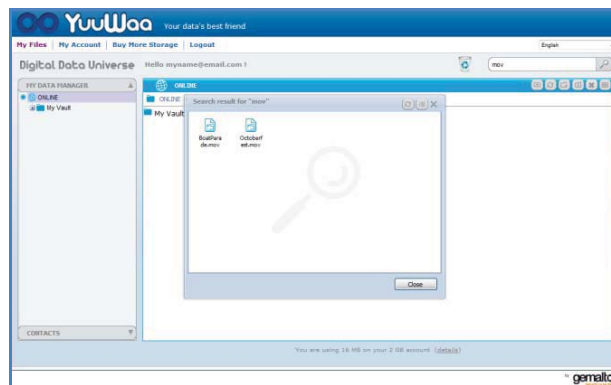 YuuWaa Your data's best friend
My Files | My Account | Buy More Storage | Logout
English
Digital Data Universe Hello myname@email.com !
mov
MY DATA MANAGER
ONLINE
ONLINE
My Vault
ONLINE
My Vault
Search result for "mov"
BoatPara
de.mov
Octoberf
est.mov
Close
CONTACTS
You are using 16 MB on your 2 GB account (details)
by gemalto